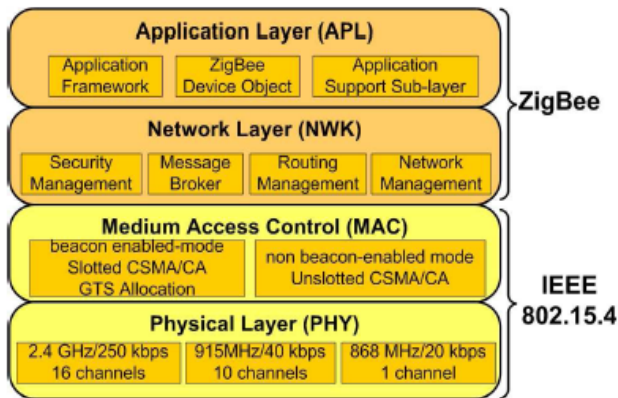 Application Layer (APL)
Application
Framework
ZigBee
Device Object
Application
Support Sub-layer
ZigBee
Network Layer (NWK)
Security
Management
Message
Broker
Routing
Management
Network
Management
Medium Access Control (MAC)
beacon enabled-mode
Slotted CSMA/CA
GTS Allocation
non beacon-enabled mode
Unslotted CSMA/CA
IEEE
802.15.4
Physical Layer (PHY)
2.4 GHz/250 kbps
16 channels
915MHz/40 kbps
10 channels
868 MHz/20 kbps
1 channel